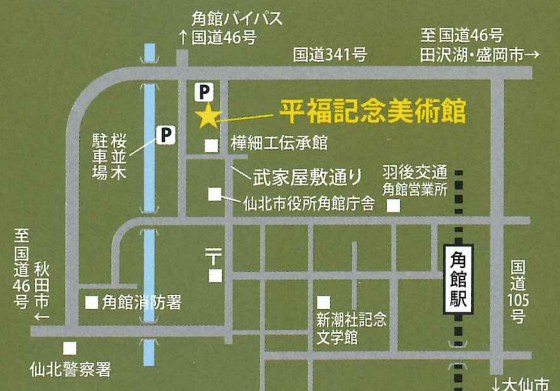 角館バイパス
↑国道46号
至国道46号
田沢湖・盛岡市→
国道341号
P
平福記念美術館
P
桜並木
駐車場
樺細工伝承館
武家屋敷通り
羽後交通
角館営業所
仙北市役所角館庁舎
至国道46号
秋田市←
〒
角館駅
国道105号
角館消防署
新潮社記念
文学館
仙北警察署
↓大仙市